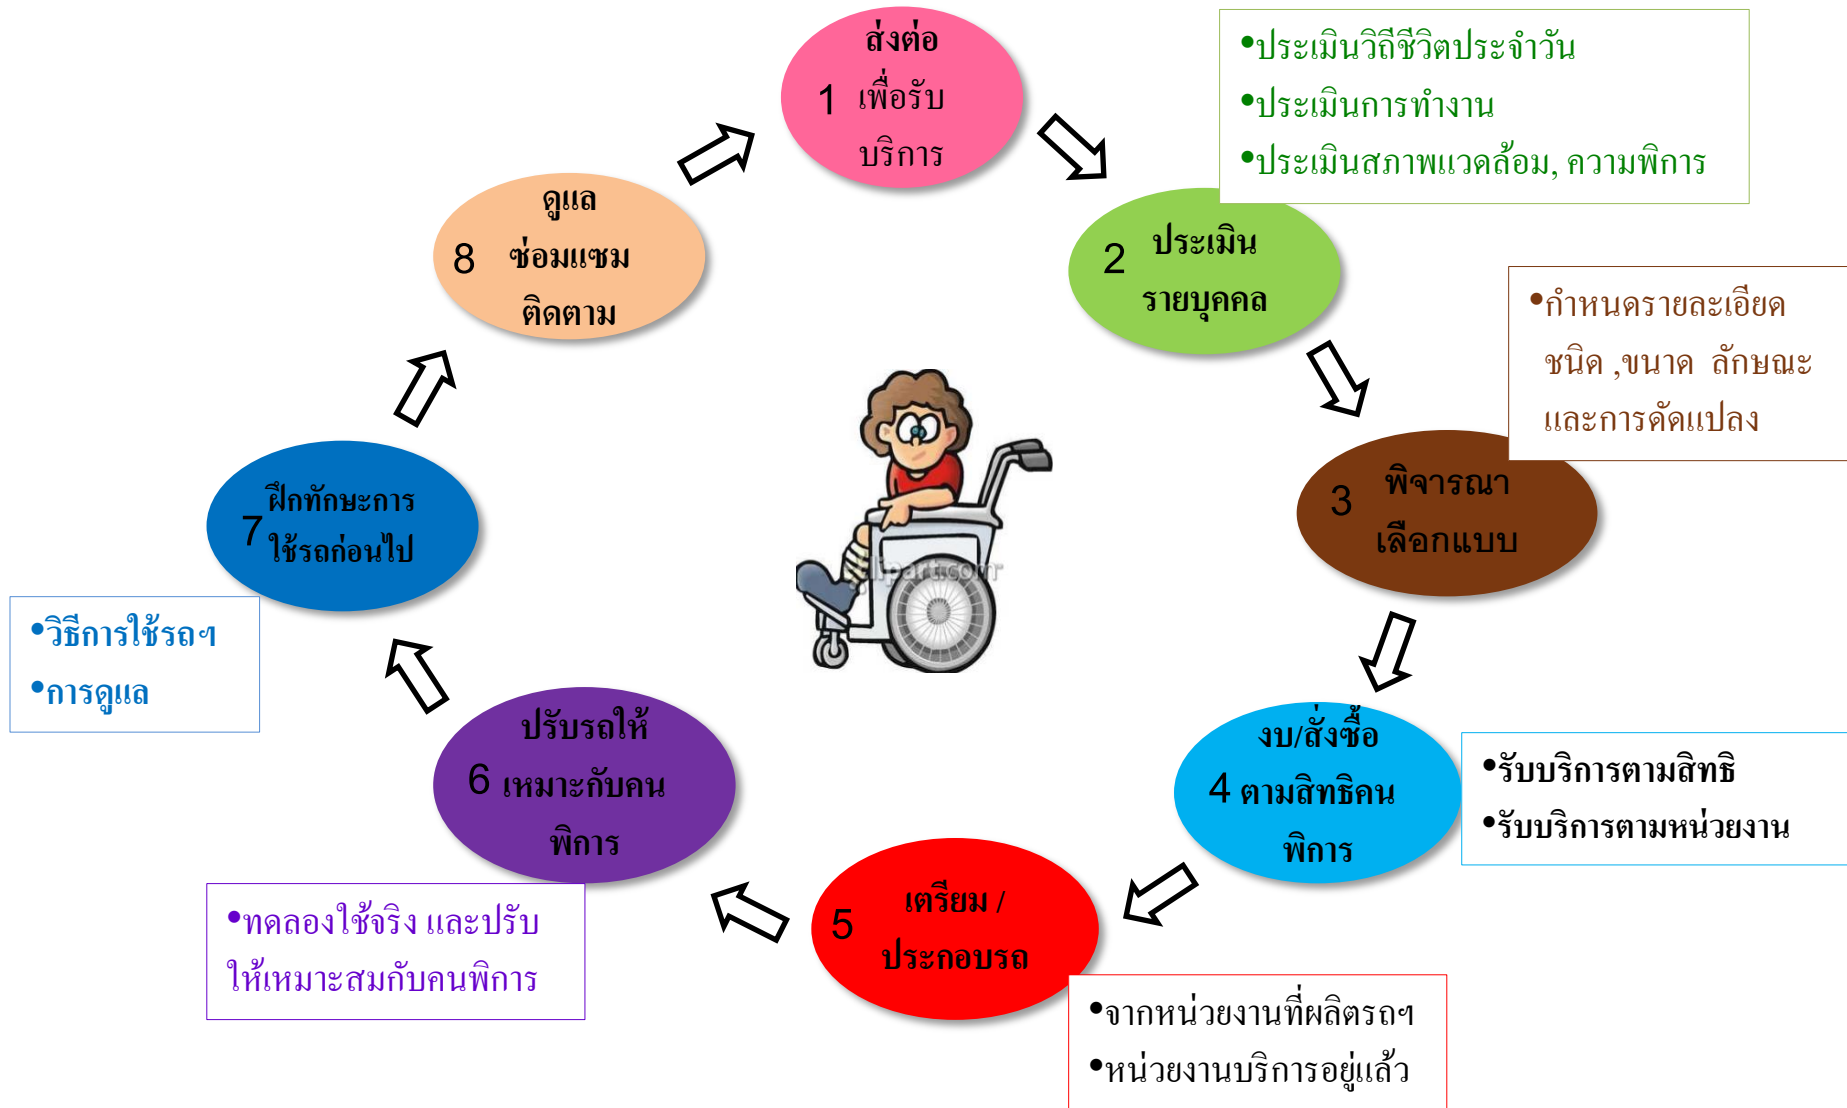 ส่งต่อ
1 เพื่อรับ
บริการ
•ประเมินวิถีชีวิตประจำวัน
•ประเมินการทำงาน
•ประเมินสภาพแวดล้อม, ความพิการ
2 ประเมิน
รายบุคคล
•กำหนดรายละเอียด
ชนิด ,ขนาด ลักษณะ
และการดัดแปลง
3 พิจารณา
เลือกแบบ
งบ/สั่งซื้อ
4 ตามสิทธิคน
พิการ
•รับบริการตามสิทธิ
•รับบริการตามหน่วยงาน
5 เตรียม /
ประกอบรถ
•จากหน่วยงานที่ผลิตรถฯ
•หน่วยงานบริการอยู่แล้ว
ปรับรถให้
6 เหมาะกับคน
พิการ
•ทดลองใช้จริง และปรับ
ให้เหมาะสมกับคนพิการ
7 ฝึกทักษะการ
ใช้รถก่อนไป
•วิธีการใช้รถฯ
•การดูแล
ดูแล
8 ซ่อมแซม
ติดตาม
clipart.com